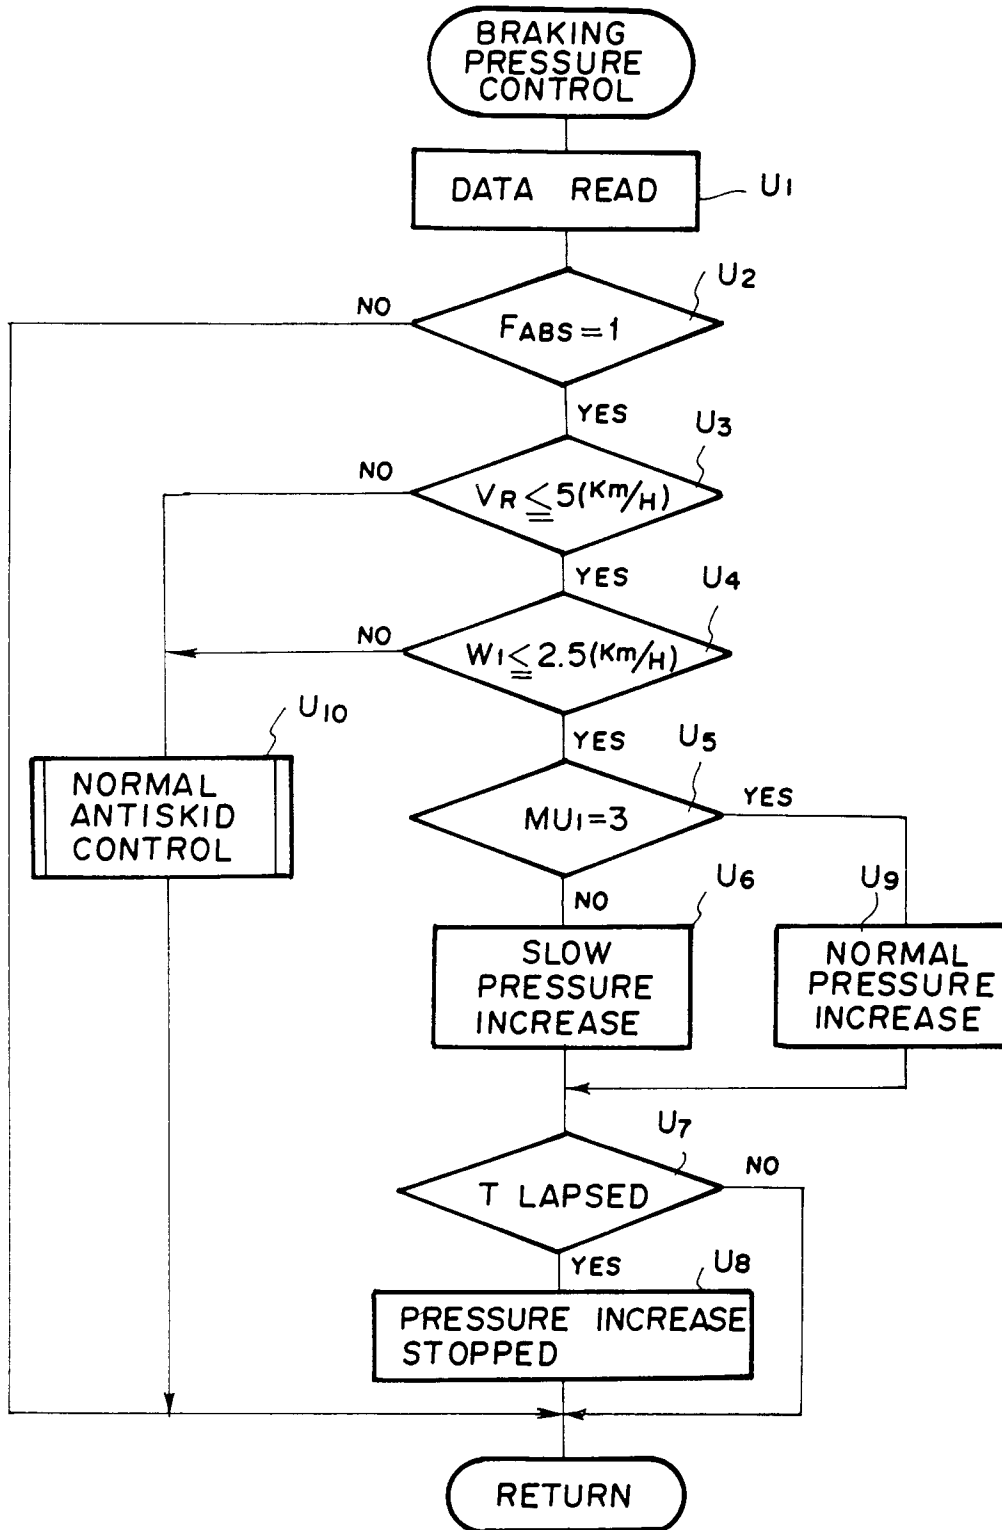 BRAKING
PRESSURE
CONTROL
DATA READ
U1
U2
NO
FABS=1
YES
U3
NO
VR≦5(Km/H)
YES
U4
NO
W1≦2.5(Km/H)
YES
U10
U5
NORMAL
ANTISKID
CONTROL
MU1=3
YES
NO
U6
U9
SLOW
PRESSURE
INCREASE
NORMAL
PRESSURE
INCREASE
U7
T LAPSED
NO
YES
U8
PRESSURE INCREASE
STOPPED
RETURN